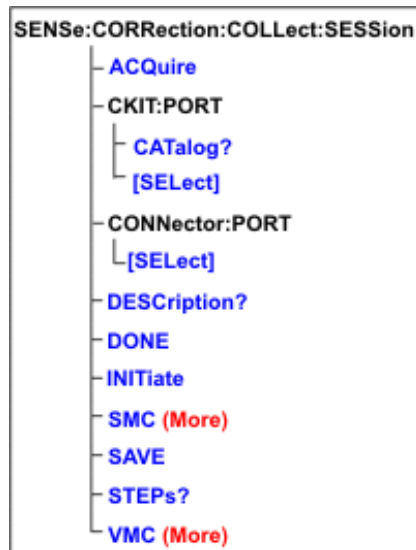 SENSe:CORRection:COLLect:SESSion
ACQuire
CKIT:PORT
CATalog?
[SELect]
CONNector:PORT
[SELect]
DESCription?
DONE
INITiate
SMC (More)
SAVE
STEPs?
VMC (More)